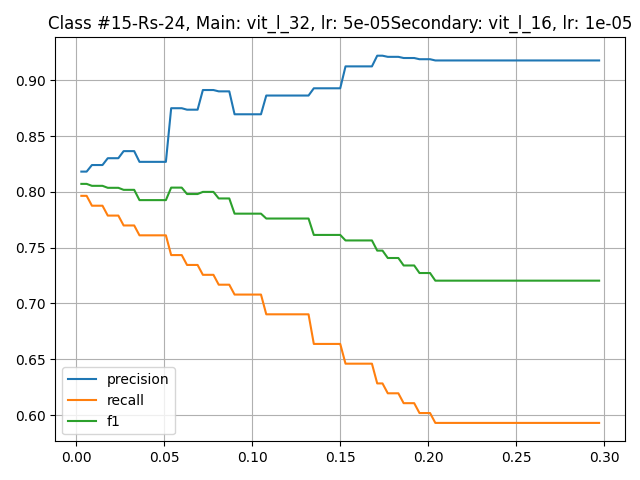 Class #15-Rs-24, Main: vit_l_32, lr: 5e-05Secondary: vit_l_16, lr: 1e-05
0.90
0.85
0.80
0.75
0.70
0.65
0.60
precision
recall
f1
0.00 0.05 0.10 0.15 0.20 0.25 0.30